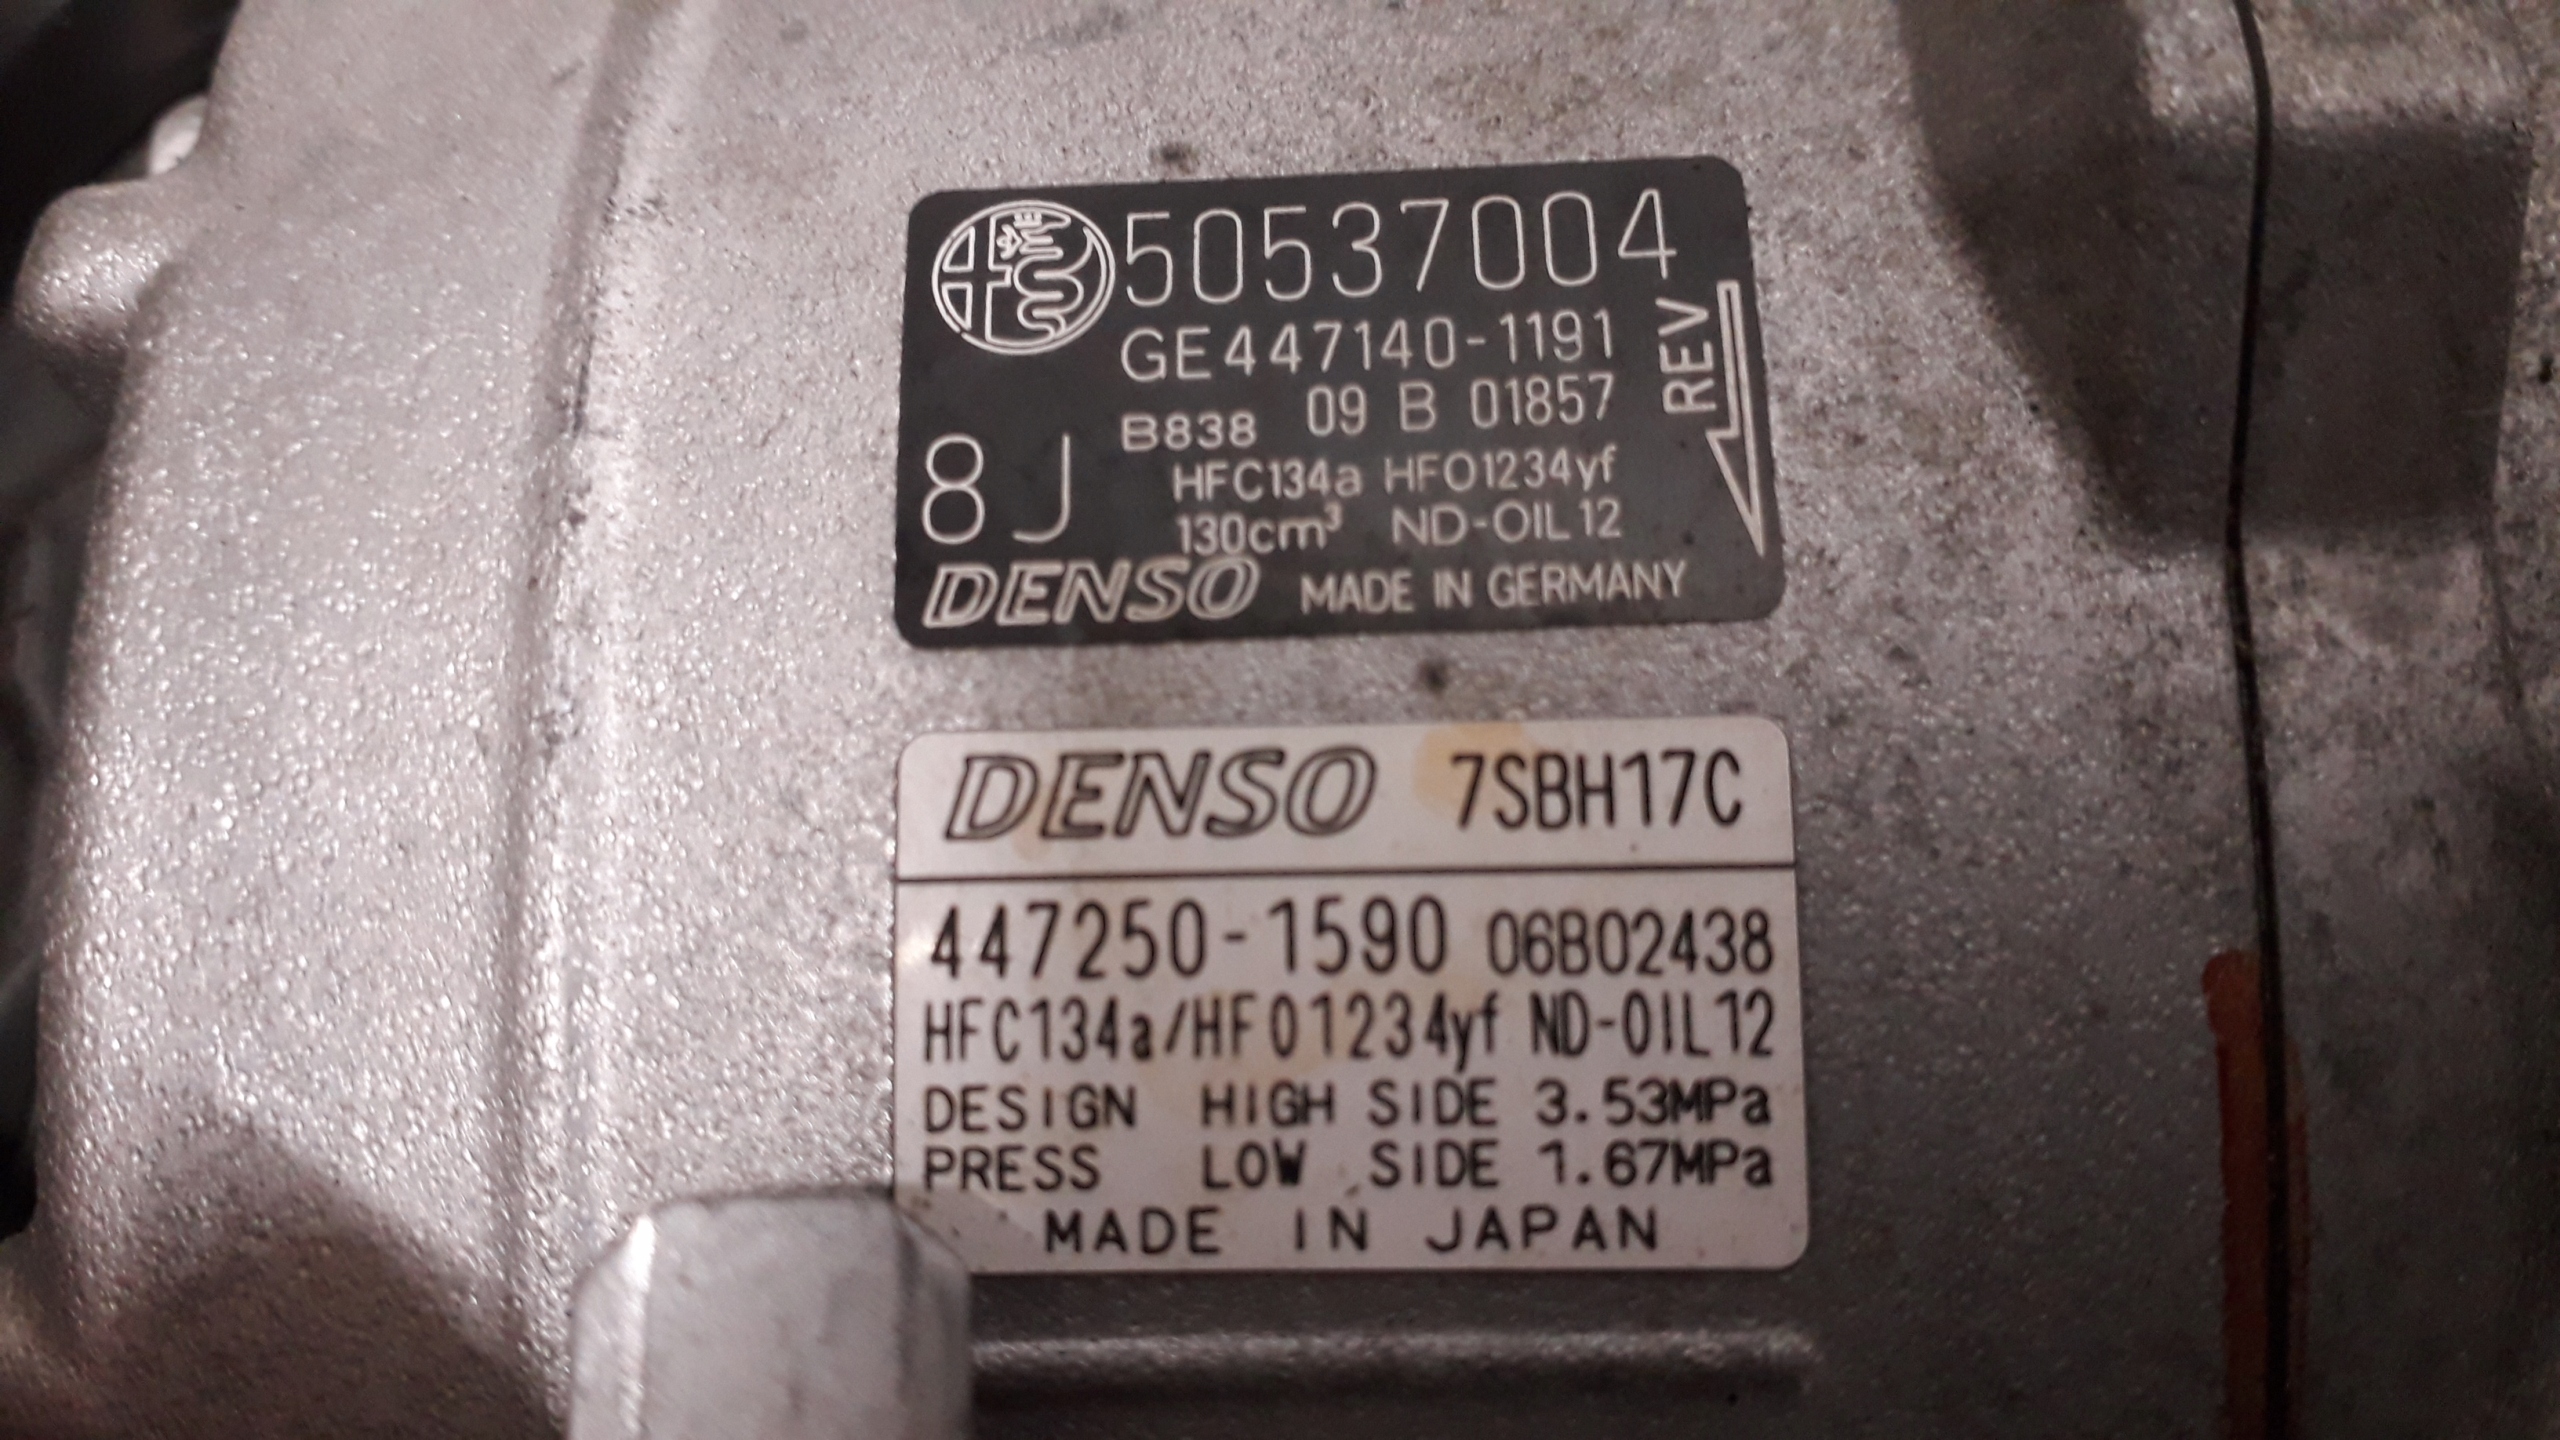 50537004
GE447140-1191
B838 09 B 01857
REV
8J
HFC134a HFO1234yf
130cm³ ND-OIL12
DENSO MADE IN GERMANY
DENSO 7SBH17C
447250-1590 06B02438
HFC134a/HFO1234yf ND-OIL12
DESIGN HIGH SIDE 3.53MPa
PRESS LOW SIDE 1.67MPa
MADE IN JAPAN